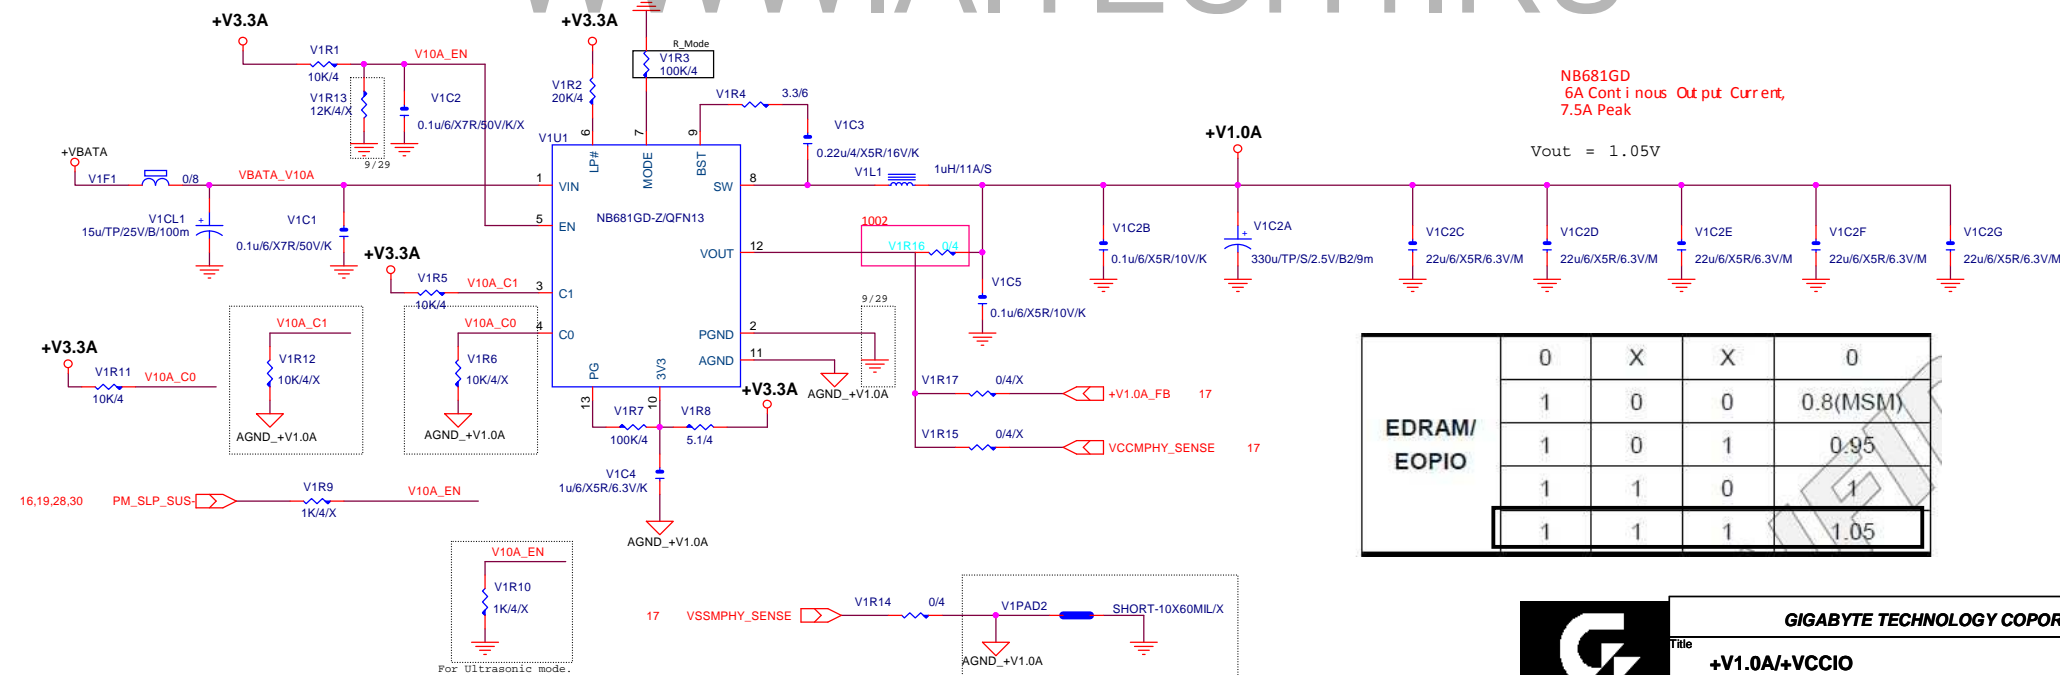 +V3.3A
V1R1
10K/4
V10A_EN
V1R13
12K/4/X
V1C2
0.1u/6/X7R/50V/K/X
9/29
+VBATA
V1F1
0/8
VBATA_V10A
V1CL1
15u/TP/25V/B/100m
V1C1
0.1u/6/X7R/50V/K
+V3.3A
V1R2
20K/4
R_Mode
V1R3
100K/4
V1R4
3.3/6
V1C3
0.22u/4/X5R/16V/K
V1U1
6
7
9
LP#
MODE
BST
1
VIN
SW
8
NB681GD-Z/QFN13
5
EN
VOUT
12
3
C1
4
C0
PGND
2
AGND
11
PG
3V3
13
10
V1L1
1uH/11A/S
1002
V1R16
0/4
V1C5
0.1u/6/X5R/10V/K
9/29
AGND_+V1.0A
+V3.3A
V1R5
10K/4
V10A_C1
V10A_C1
V1R12
10K/4/X
AGND_+V1.0A
V10A_C0
V1R6
10K/4/X
AGND_+V1.0A
+V3.3A
V1R11
10K/4
V10A_C0
V1R7
100K/4
V1R8
5.1/4
+V3.3A
V1C4
1u/6/X5R/6.3V/K
AGND_+V1.0A
V1R17
0/4/X
+V1.0A_FB
17
V1R15
0/4/X
VCCMPHY_SENSE
17
16,19,28,30
PM_SLP_SUS-
V1R9
1K/4/X
V10A_EN
V10A_EN
V1R10
1K/4/X
For Ultrasonic mode.
17
VSSMPHY_SENSE
V1R14
0/4
V1PAD2
SHORT-10X60MIL/X
AGND_+V1.0A
+V1.0A
V1C2B
0.1u/6/X5R/10V/K
V1C2A
330u/TP/S/2.5V/B2/9m
V1C2C
22u/6/X5R/6.3V/M
V1C2D
22u/6/X5R/6.3V/M
V1C2E
22u/6/X5R/6.3V/M
V1C2F
22u/6/X5R/6.3V/M
V1C2G
22u/6/X5R/6.3V/M
NB681GD
6A Continous Output Current,
7.5A Peak
Vout = 1.05V
EDRAM/
EOPIO
0 X X 0
1 0 0 0.8(MSM)
1 0 1 0.95
1 1 0 1
1 1 1 1.05
GIGABYTE TECHNOLOGY COPOR
Title
+V1.0A/+VCCIO